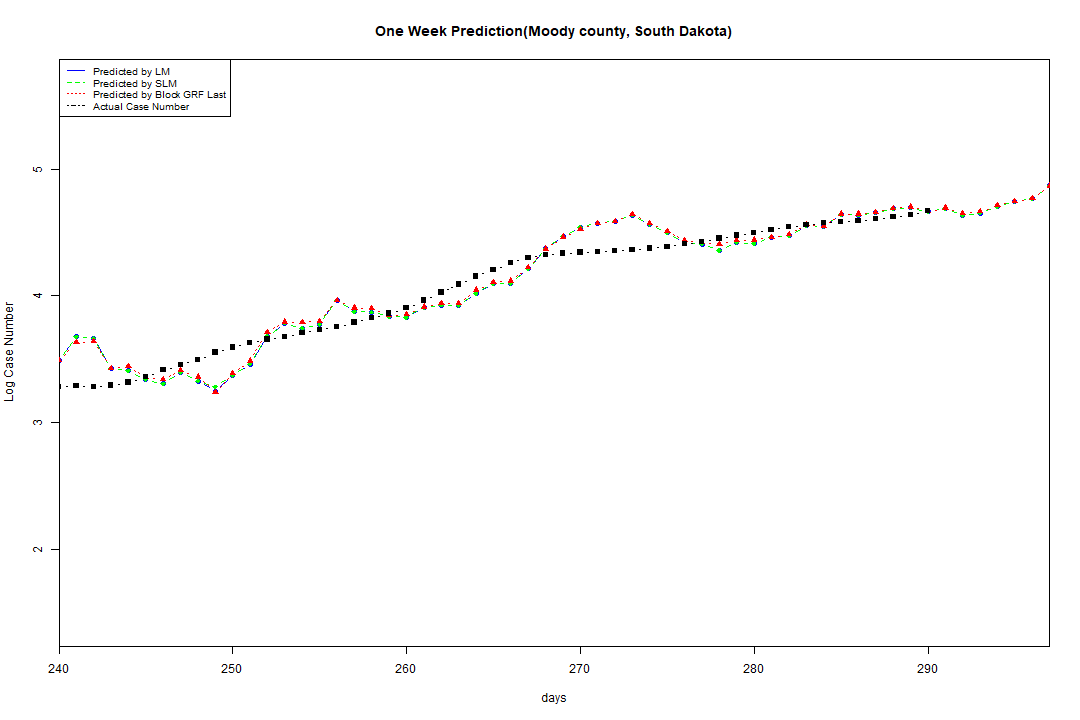 One Week Prediction(Moody county, South Dakota)
Predicted by LM
Predicted by SLM
Predicted by Block GRF Last
Actual Case Number
5
4
3
2
Log Case Number
240 250 260 270 280 290
days